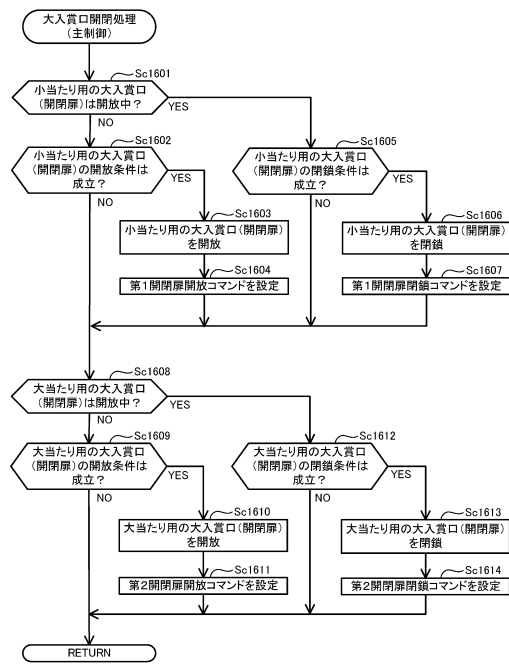 大入賞口開閉処理
(主制御)
Sc1601
小当たり用の大入賞口
(開閉扉)は開放中?
YES
NO
Sc1602
小当たり用の大入賞口
(開閉扉)の開放条件は
成立?
YES
NO
Sc1603
小当たり用の大入賞口(開閉扉)
を開放
Sc1604
第1開閉扉開放コマンドを設定
Sc1605
小当たり用の大入賞口
(開閉扉)の閉鎖条件は
成立?
YES
NO
Sc1606
小当たり用の大入賞口(開閉扉)
を閉鎖
Sc1607
第1開閉扉閉鎖コマンドを設定
Sc1608
大当たり用の大入賞口
(開閉扉)は開放中?
YES
NO
Sc1609
大当たり用の大入賞口
(開閉扉)の開放条件は
成立?
YES
NO
Sc1610
大当たり用の大入賞口(開閉扉)
を開放
Sc1611
第2開閉扉開放コマンドを設定
Sc1612
大当たり用の大入賞口
(開閉扉)の閉鎖条件は
成立?
YES
NO
Sc1613
大当たり用の大入賞口(開閉扉)
を閉鎖
Sc1614
第2開閉扉閉鎖コマンドを設定
RETURN